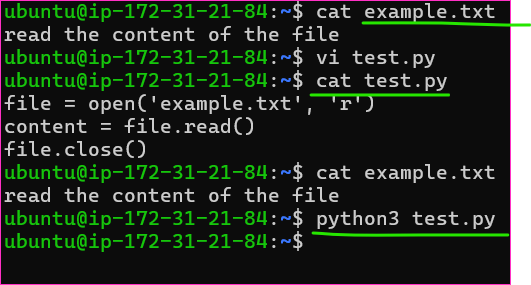 ubuntu@ip-172-31-21-84:~$ cat example.txt
read the content of the file
ubuntu@ip-172-31-21-84:~$ vi test.py
ubuntu@ip-172-31-21-84:~$ cat test.py
file = open('example.txt', 'r')
content = file.read()
file.close()
ubuntu@ip-172-31-21-84:~$ cat example.txt
read the content of the file
ubuntu@ip-172-31-21-84:~$ python3 test.py
ubuntu@ip-172-31-21-84:~$